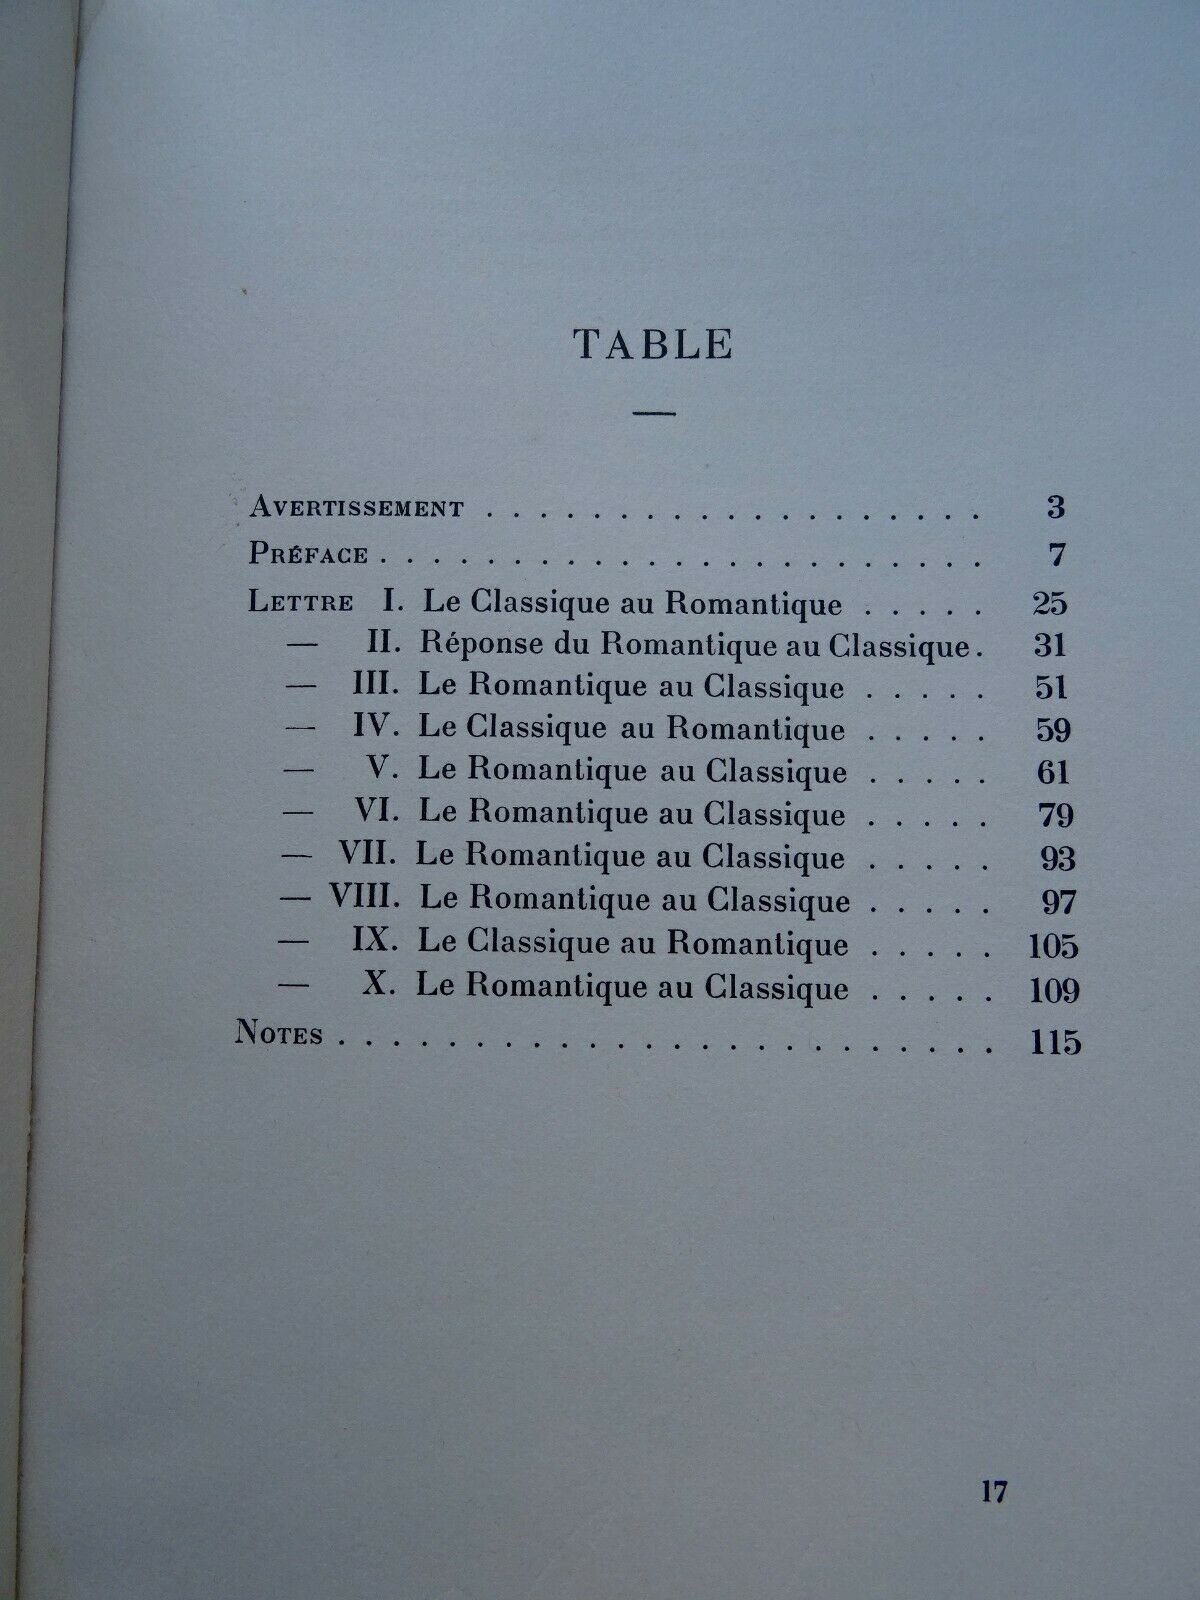 TABLE
—
AVERTISSEMENT . . . . . . . . . . . . . . . . . . . 3
PRÉFACE . . . . . . . . . . . . . . . . . . . . . . . 7
LETTRE I. Le Classique au Romantique . . . . . 25
— II. Réponse du Romantique au Classique. 31
— III. Le Romantique au Classique . . . . . 51
— IV. Le Classique au Romantique . . . . . 59
— V. Le Romantique au Classique . . . . . 61
— VI. Le Romantique au Classique . . . . . 79
— VII. Le Romantique au Classique . . . . . 93
— VIII. Le Romantique au Classique . . . . . 97
— IX. Le Classique au Romantique . . . . . 105
— X. Le Romantique au Classique . . . . . 109
NOTES . . . . . . . . . . . . . . . . . . . . . . . . . 115
17